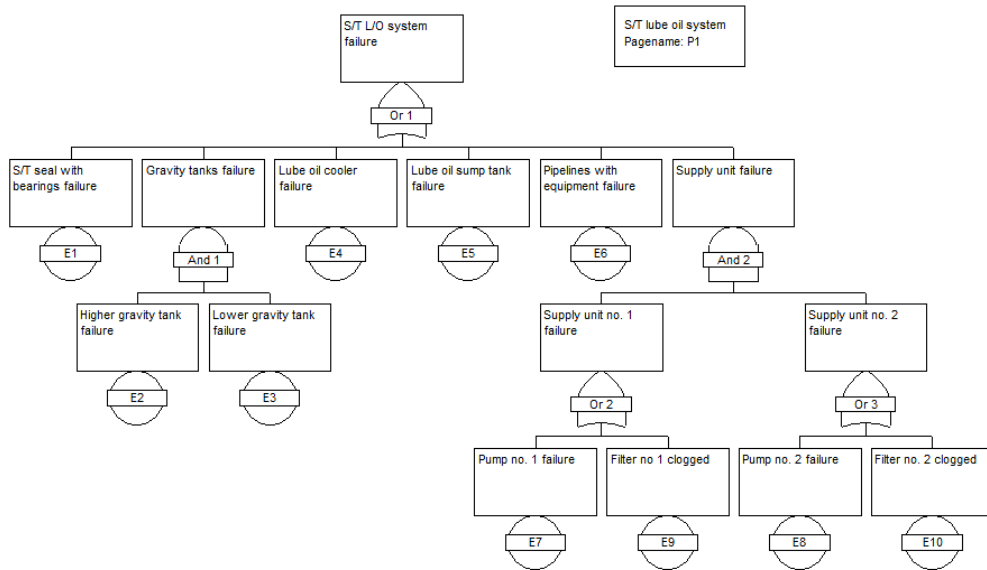 S/T L/O system
failure
S/T lube oil system
Pagename: P1
Or 1
S/T seal with
bearings failure
Gravity tanks failure
Lube oil cooler
failure
Lube oil sump tank
failure
Pipelines with
equipment failure
Supply unit failure
E1
And 1
E4
E5
E6
And 2
Higher gravity tank
failure
Lower gravity tank
failure
Supply unit no. 1
failure
Supply unit no. 2
failure
E2
E3
Or 2
Or 3
Pump no. 1 failure
Filter no 1 clogged
Pump no. 2 failure
Filter no. 2 clogged
E7
E9
E8
E10